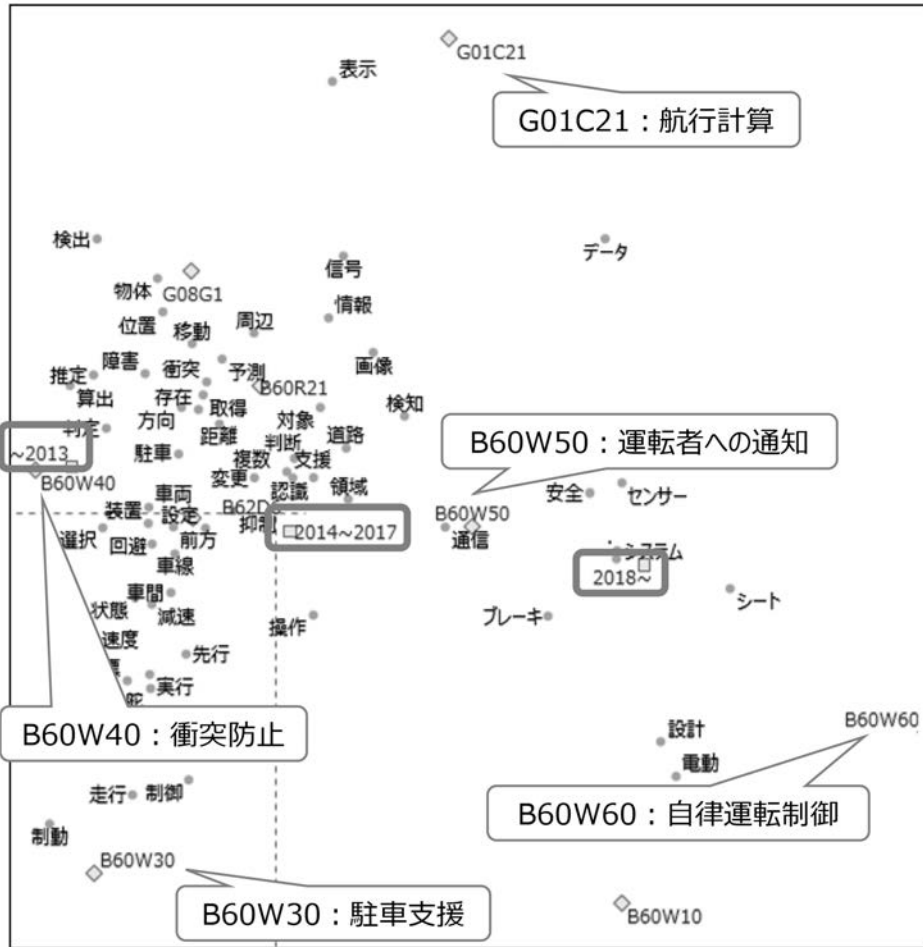 G01C21
表示
G01C21：航行計算
検出
データ
信号
物体
G08G1
情報
位置
移動
周辺
障害
衝突
予測
画像
推定
B60R21
算出
存在
取得
検知
方向
対象
判定
距離
判断
道路
B60W50：運転者への通知
～2013
駐車
複数
支援
B60W40
変更
認識
領域
安全
センサー
車両
装置
設定
抑制
2014～2017
B60W50
通信
選択
回避
前方
車線
システム
2018～
車間
シート
状態
減速
操作
ブレーキ
速度
先行
実行
B60W40：衝突防止
設計
B60W60
電動
走行
制御
B60W60：自律運転制御
制動
B60W30
B60W30：駐車支援
B60W10